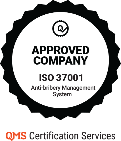 APPROVED
COMPANY
ISO 37001
Anti-bribery Management
System
QMS Certification Services